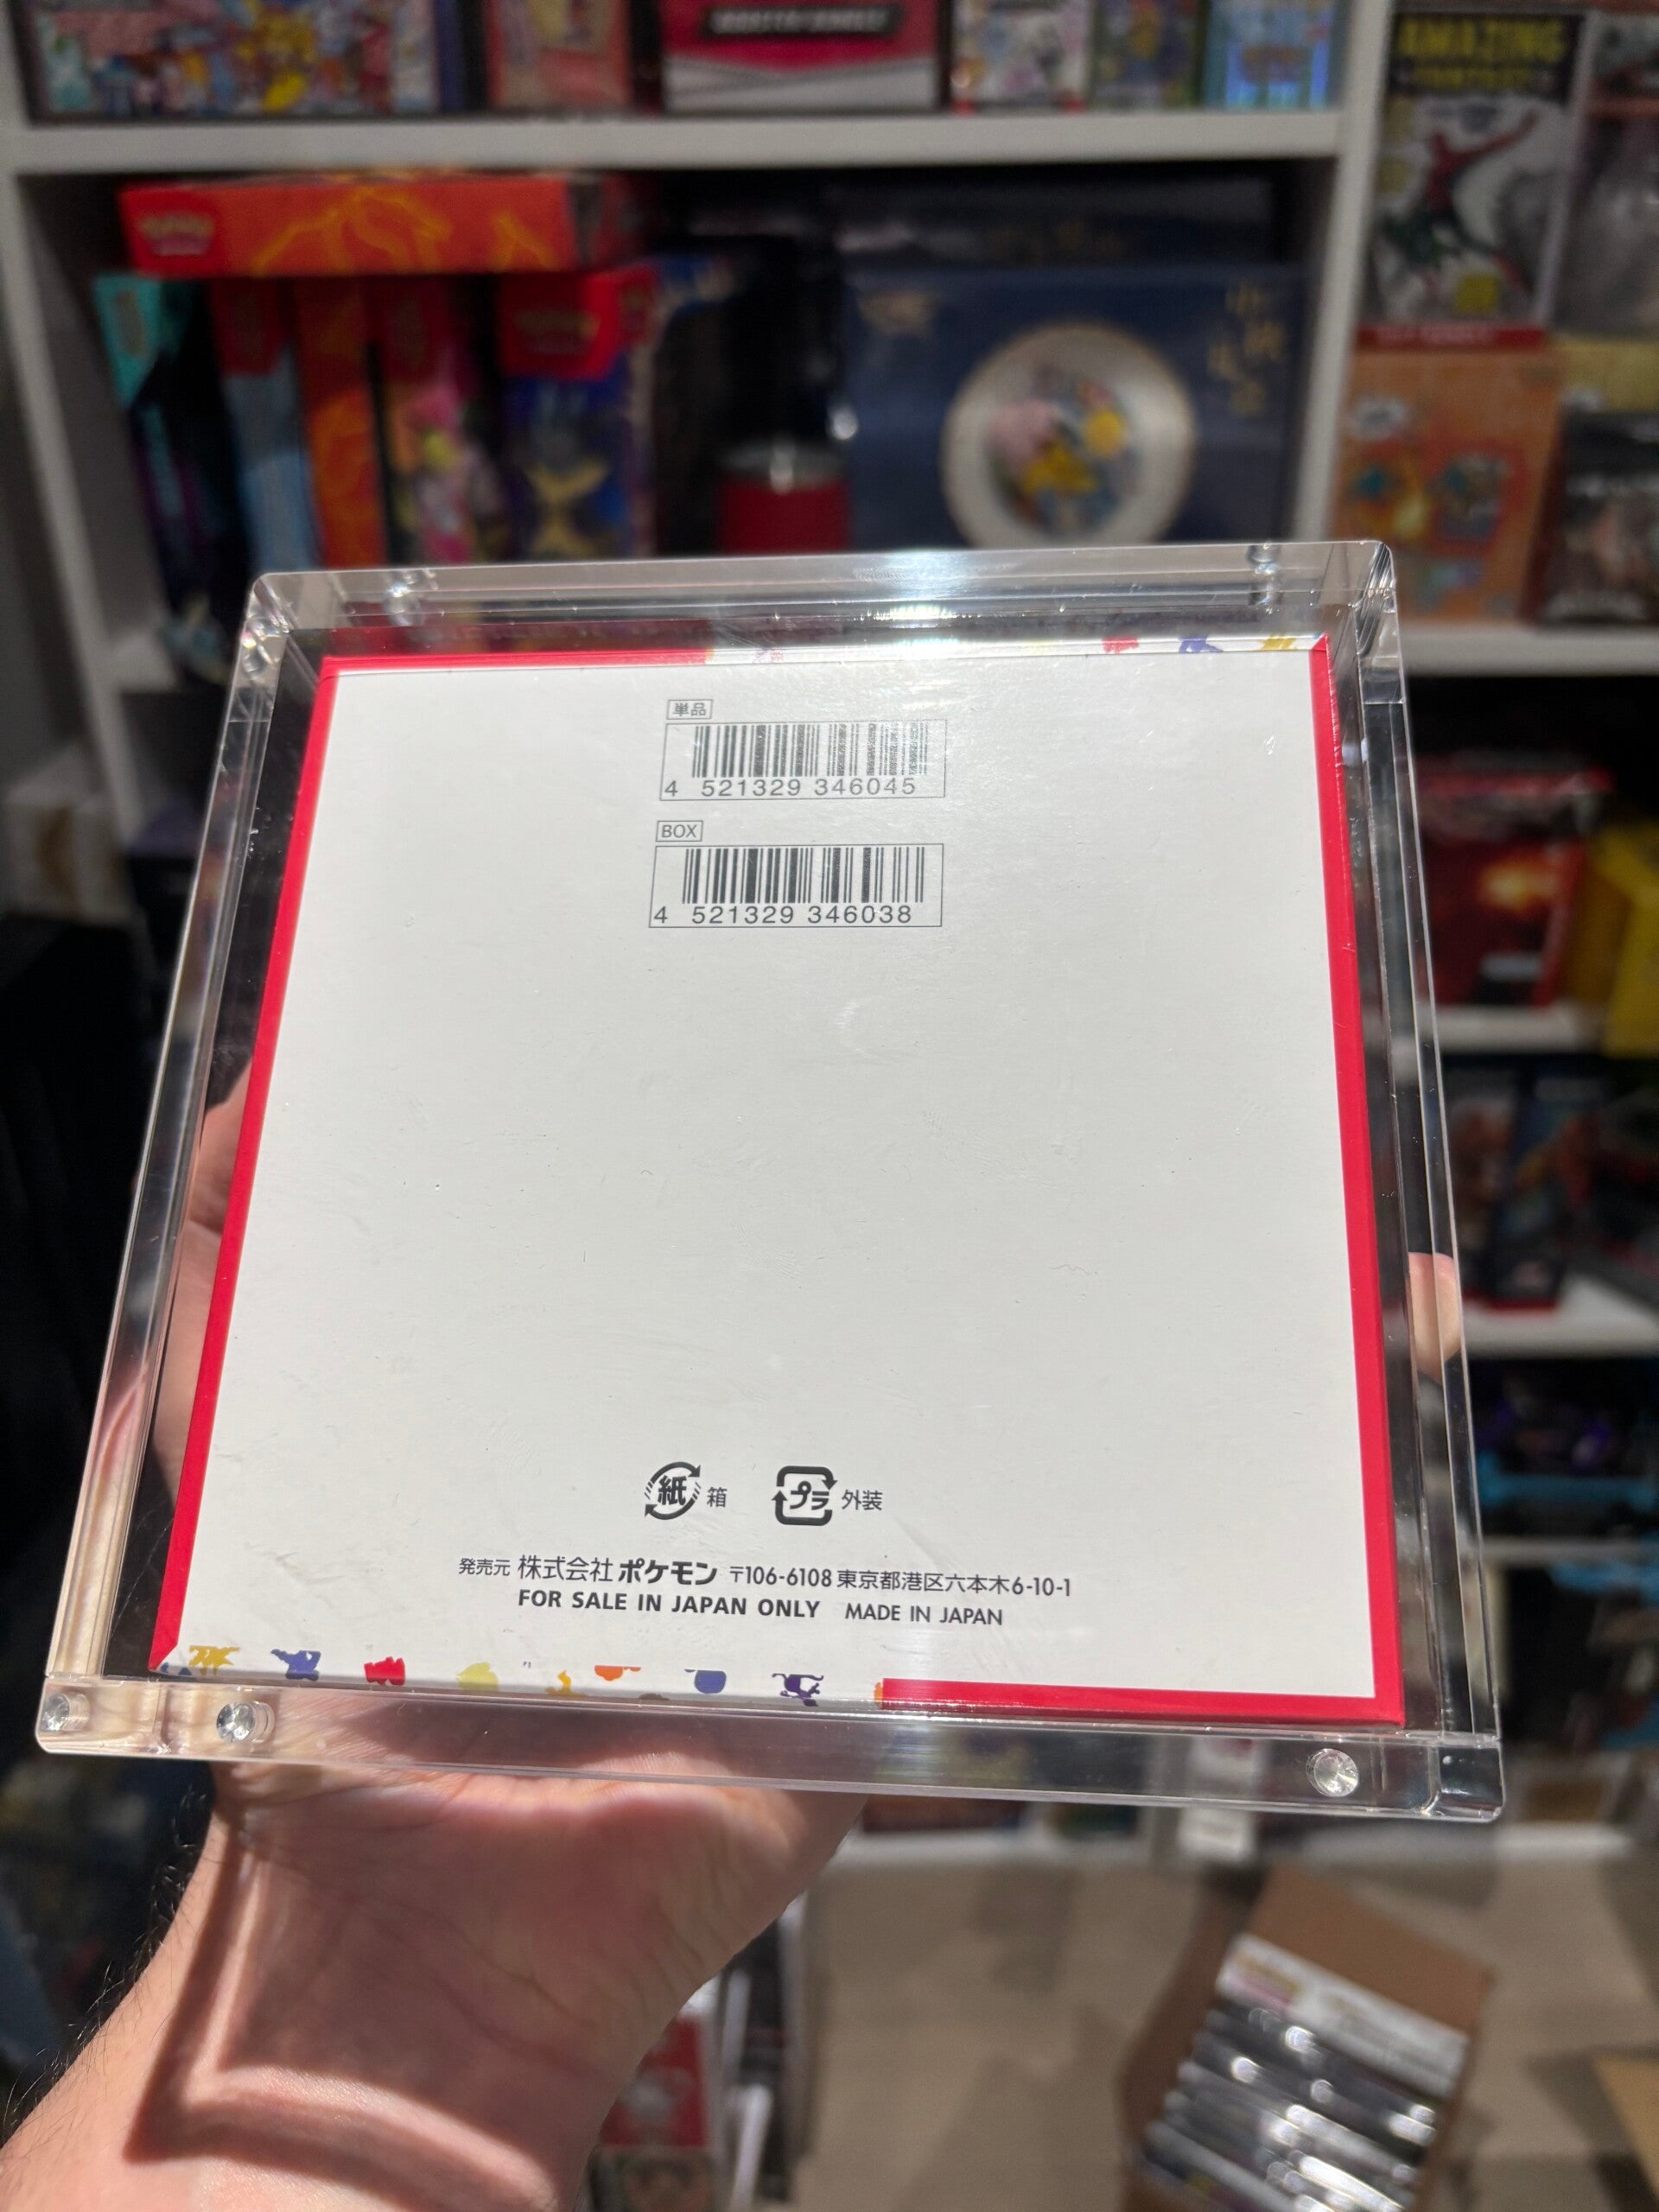 AMAZING
単品
4 521329 346045
BOX
4 521329 346038
紙 箱 プラ 外装
発売元 株式会社ポケモン 〒106-6108 東京都港区六本木6-10-1
FOR SALE IN JAPAN ONLY MADE IN JAPAN